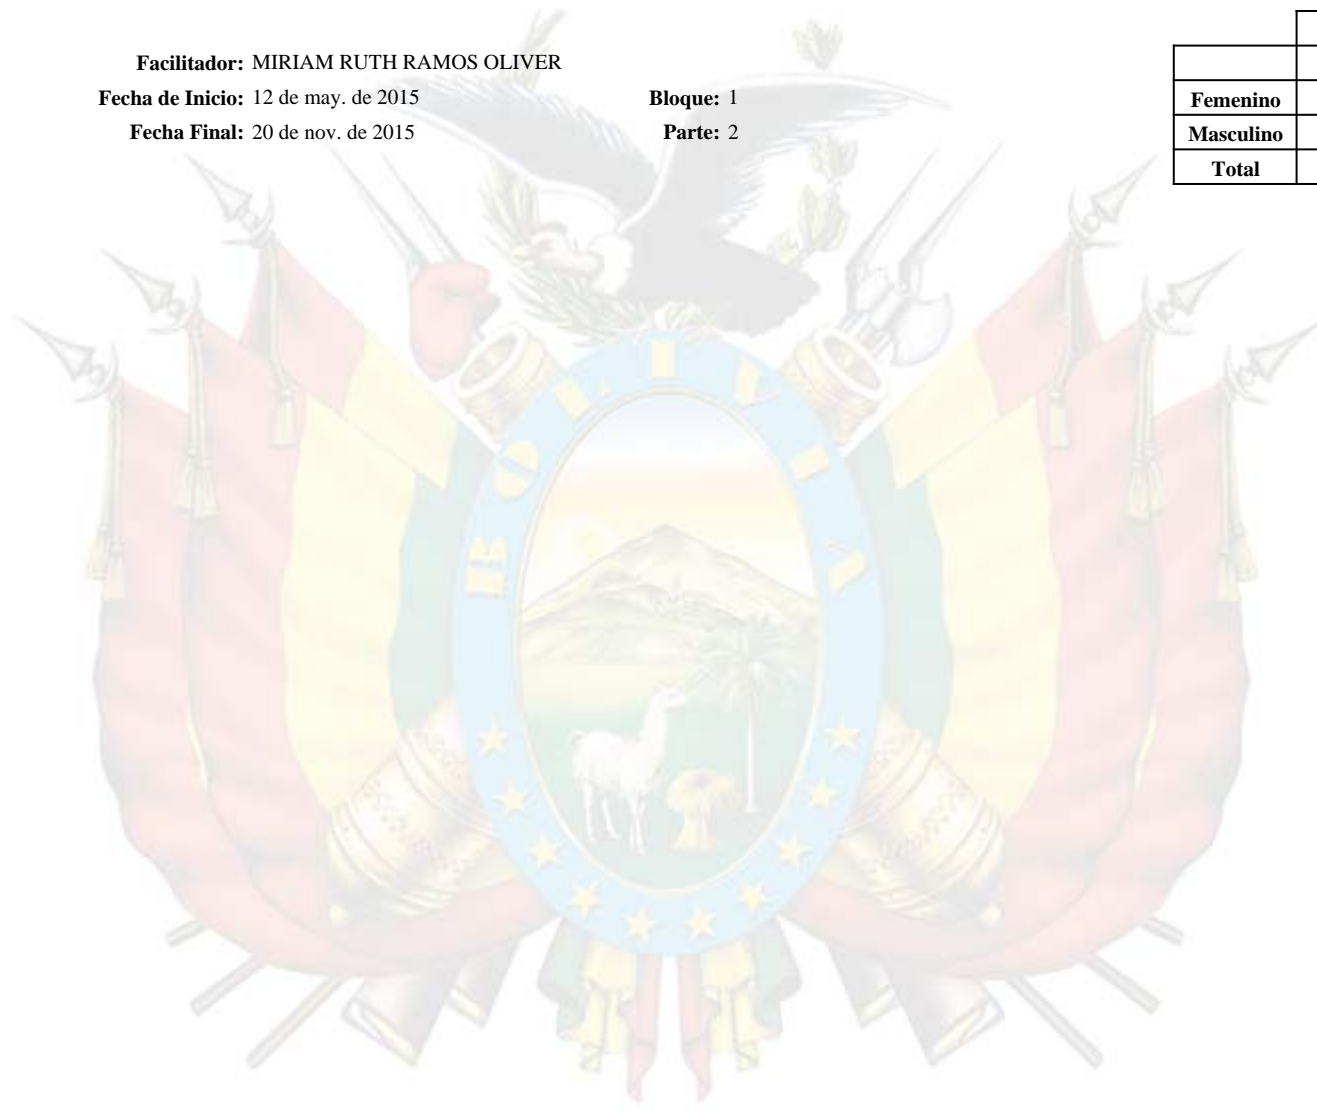 Facilitador: MIRIAM RUTH RAMOS OLIVER
Fecha de Inicio: 12 de may. de 2015 Bloque: 1
Fecha Final: 20 de nov. de 2015 Parte: 2
Femenino
Masculino
Total
BOLIVIA